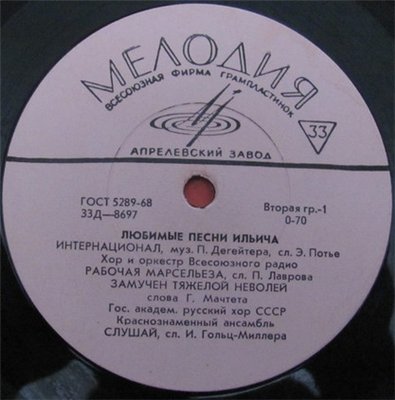 МЕЛОДИЯ
ВСЕСОЮЗНАЯ ФИРМА ГРАМПЛАСТИНОК
33
АПРЕЛЕВСКИЙ ЗАВОД
ГОСТ 5289-68
33Д—8697
Вторая гр.-1
0-70
ЛЮБИМЫЕ ПЕСНИ ИЛЬИЧА
ИНТЕРНАЦИОНАЛ, муз. П. Дегейтера, сл. Э. Потье
Хор и оркестр Всесоюзного радио
РАБОЧАЯ МАРСЕЛЬЕЗА, сл. П. Лаврова
ЗАМУЧЕН ТЯЖЕЛОЙ НЕВОЛЕЙ
слова Г. Мачтета
Гос. академ. русский хор СССР
Краснознаменный ансамбль
СЛУШАЙ, сл. И. Гольц-Миллера